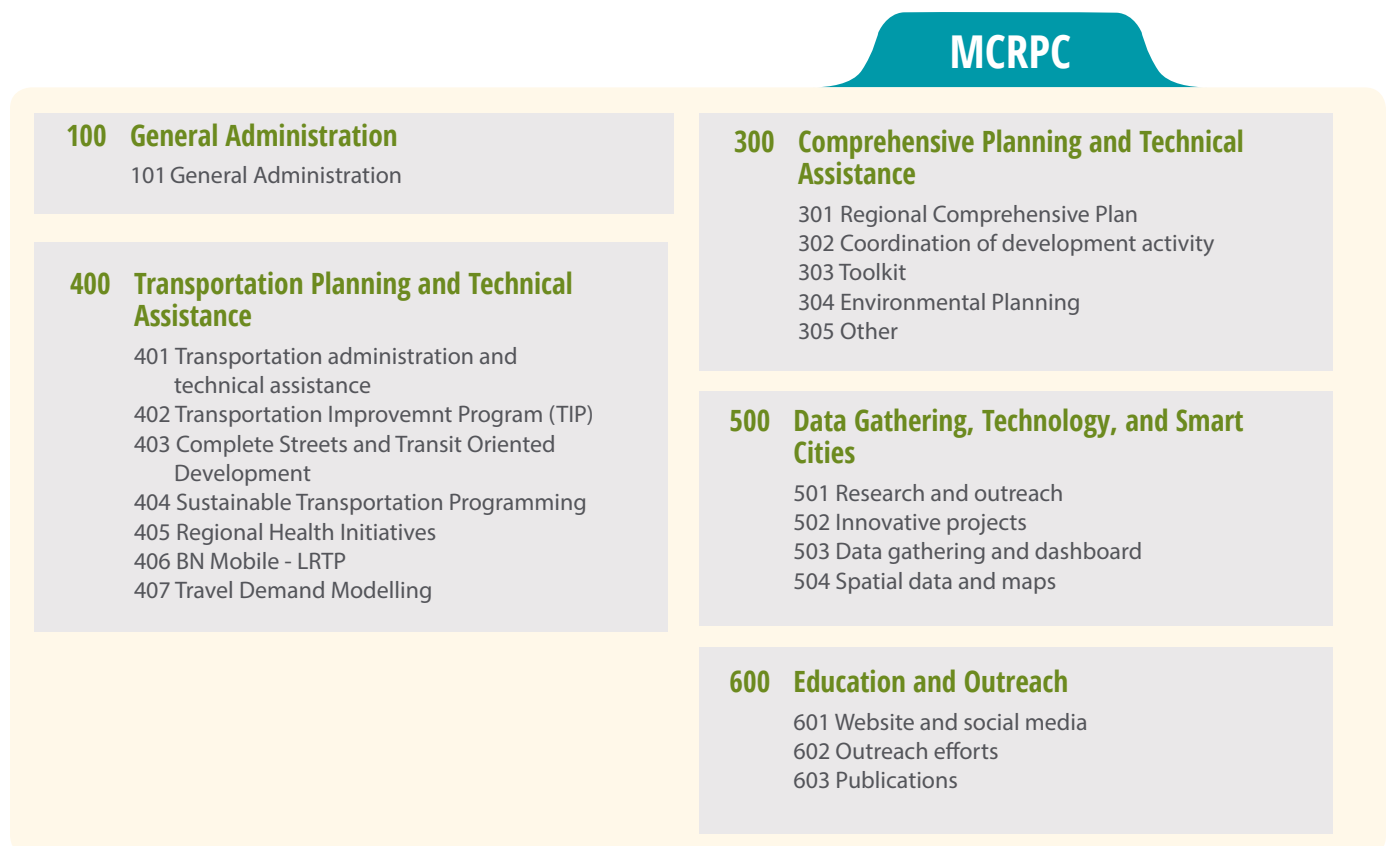 MCRPC
100 General Administration
101 General Administration
400 Transportation Planning and Technical
Assistance
401 Transportation administration and
technical assistance
402 Transportation Improvemnt Program (TIP)
403 Complete Streets and Transit Oriented
Development
404 Sustainable Transportation Programming
405 Regional Health Initiatives
406 BN Mobile - LRTP
407 Travel Demand Modelling
300 Comprehensive Planning and Technical
Assistance
301 Regional Comprehensive Plan
302 Coordination of development activity
303 Toolkit
304 Environmental Planning
305 Other
500 Data Gathering, Technology, and Smart
Cities
501 Research and outreach
502 Innovative projects
503 Data gathering and dashboard
504 Spatial data and maps
600 Education and Outreach
601 Website and social media
602 Outreach efforts
603 Publications